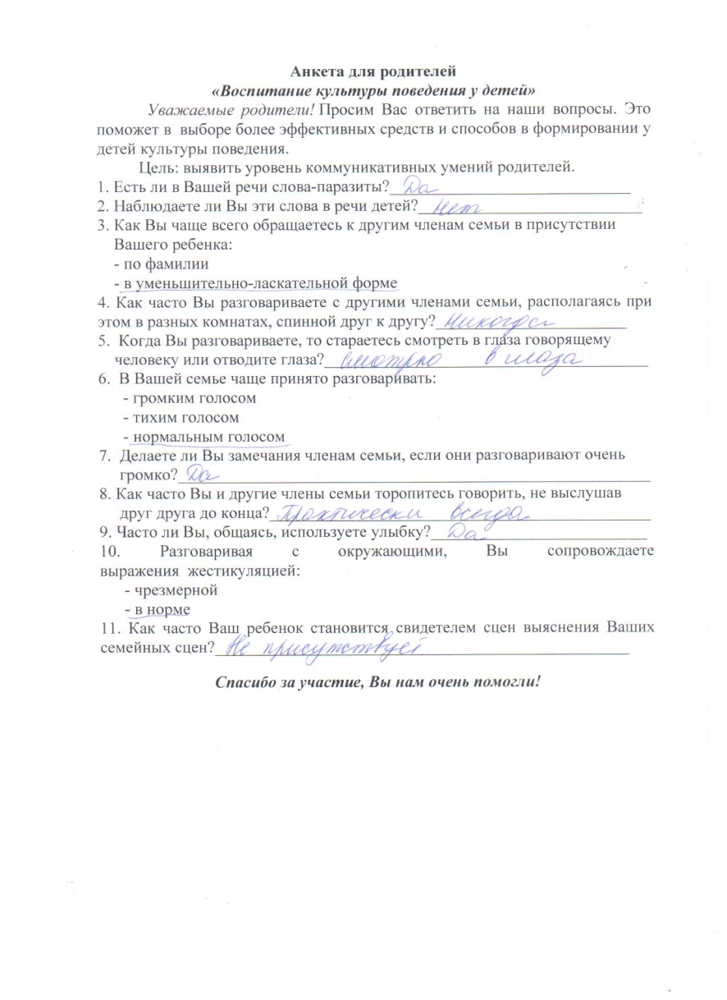 Анкета для родителей
«Воспитание культуры поведения у детей»
Уважаемые родители! Просим Вас ответить на наши вопросы. Это
поможет в выборе более эффективных средств и способов в формировании у
детей культуры поведения.
Цель: выявить уровень коммуникативных умений родителей.
1. Есть ли в Вашей речи слова-паразиты? Да
2. Наблюдаете ли Вы эти слова в речи детей? Нет
3. Как Вы чаще всего обращаетесь к другим членам семьи в присутствии
Вашего ребенка:
- по фамилии
- в уменьшительно-ласкательной форме
4. Как часто Вы разговариваете с другими членами семьи, располагаясь при
этом в разных комнатах, спинной друг к другу? Никогда
5. Когда Вы разговариваете, то стараетесь смотреть в глаза говорящему
человеку или отводите глаза? смотрю в глаза
6. В Вашей семье чаще принято разговаривать:
- громким голосом
- тихим голосом
- нормальным голосом
7. Делаете ли Вы замечания членам семьи, если они разговаривают очень
громко? Да
8. Как часто Вы и другие члены семьи торопитесь говорить, не выслушав
друг друга до конца? Практически всегда
9. Часто ли Вы, общаясь, используете улыбку? Да
10. Разговаривая с окружающими, Вы сопровождаете
выражения жестикуляцией:
- чрезмерной
- в норме
11. Как часто Ваш ребенок становится свидетелем сцен выяснения Ваших
семейных сцен? Не присутствует
Спасибо за участие, Вы нам очень помогли!